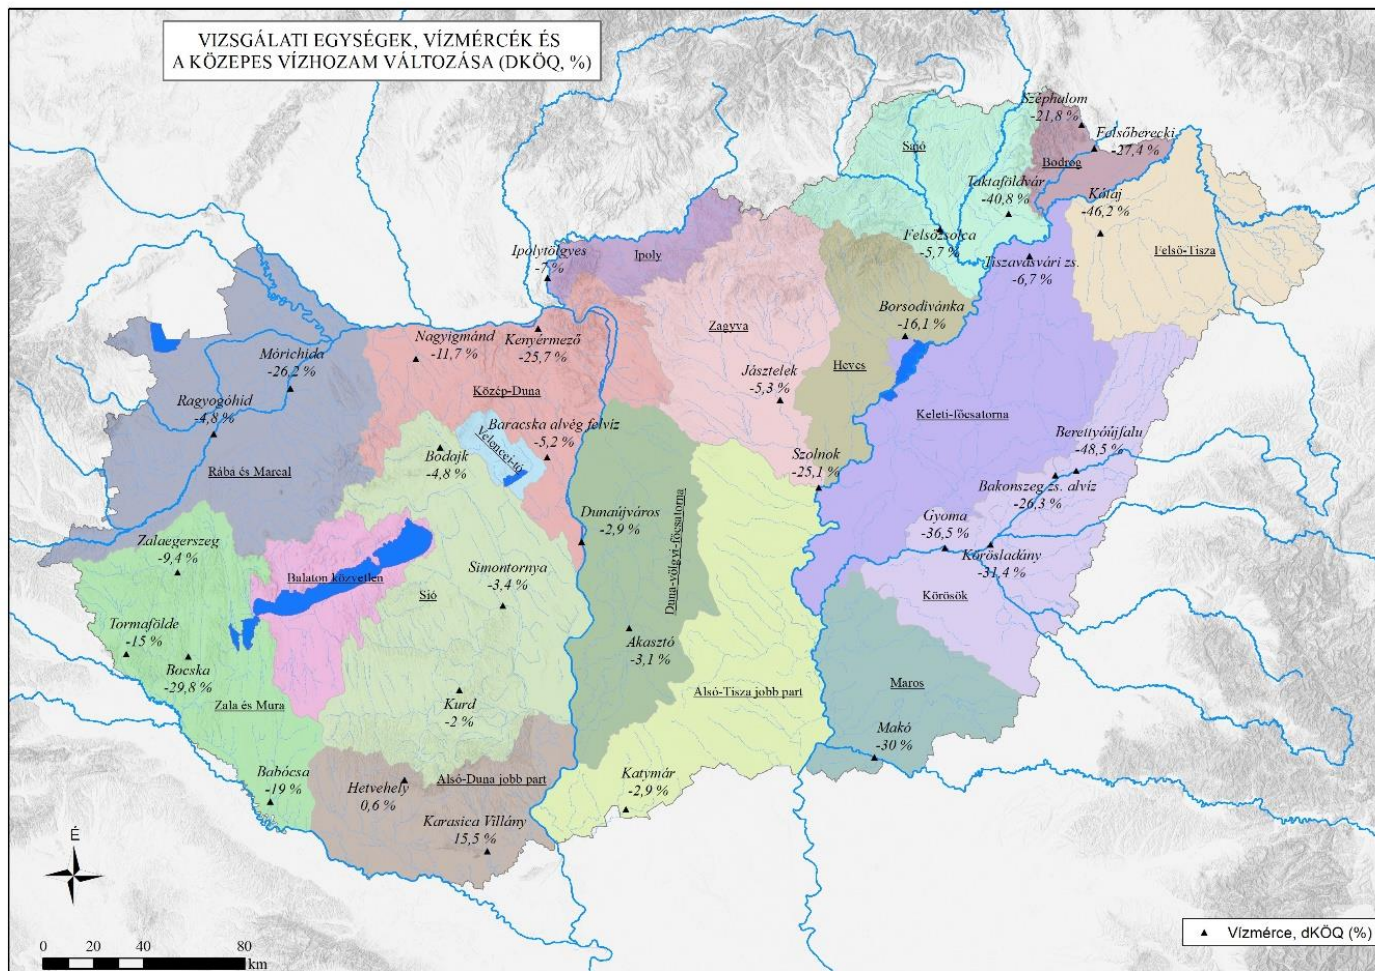 VIZSGÁLATI EGYSÉGEK, VÍZMÉRCÉK ÉS
A KÖZEPES VÍZHOZAM VÁLTOZÁSA (DKÖQ, %)
Széphalom
-21,8 %
Felsőberecki
-27,4 %
Sajó
Bodrog
Taktaföldvár
-40,8 %
Kótaj
-46,2 %
Felsőzsolca
-5,7 %
Felső-Tisza
Ipolytölgyes
-7 %
Ipoly
Tiszavasvári zs.
-6,7 %
Borsodivánka
-16,1 %
Zagyva
Nagyigmánd
-11,7 %
Kenyérmező
-25,7 %
Mórichida
-26,2 %
Heves
Jásztelek
-5,3 %
Közép-Duna
Ragyogóhíd
-4,8 %
Keleti-főcsatorna
Baracska alvég felvíz
-5,2 %
Velencei-tó
Berettyóújfalu
-48,5 %
Bodajk
-4,8 %
Szolnok
-25,1 %
Rába és Marcal
Bakonszeg zs. alvíz
-26,3 %
Dunaújváros
-2,9 %
Gyoma
-36,5 %
Zalaegerszeg
-9,4 %
Duna-völgyi-főcsatorna
Körösladány
-31,4 %
Simontornya
-3,4 %
Balaton közvetlen
Sió
Körösök
Tormafölde
-15 %
Akasztó
-3,1 %
Bocska
-29,8 %
Maros
Alsó-Tisza jobb part
Zala és Mura
Kurd
-2 %
Makó
-30 %
Babócsa
-19 %
Hetvehely
0,6 %
Alsó-Duna jobb part
Katymár
-2,9 %
Karasica Villány
15,5 %
É
0 20 40 80
km
Vízmérce, dKÖQ (%)